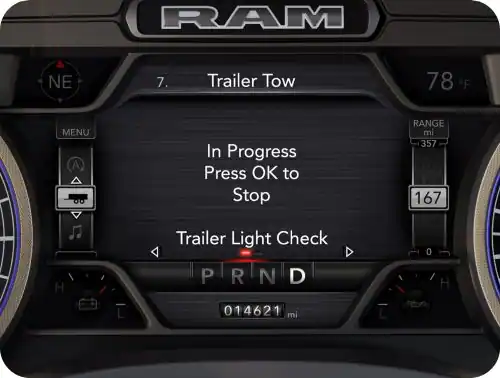 RAM
NE
7. Trailer Tow
78 °F
MENU
RANGE
mi
357
In Progress
Press OK to
Stop
167
Trailer Light Check
0
P R N D
H
L
H
L
014621 mi